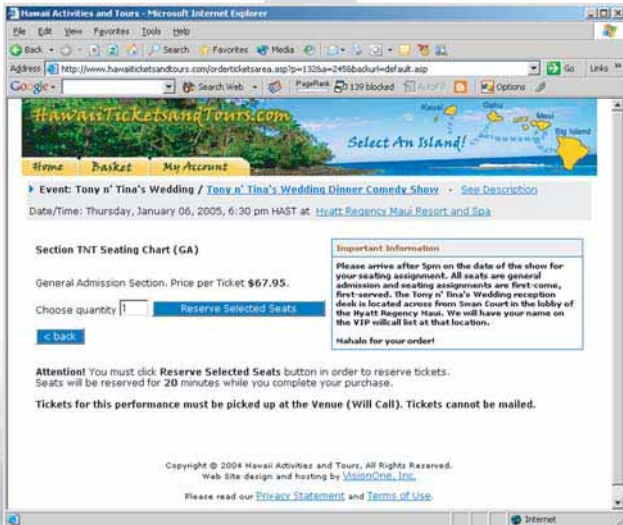 Hawaii Activities and Tours - Microsoft Internet Explorer
File Edit View Favorites Tools Help
Back Search Favorites Media
Address http://www.hawaiiticketsandtours.com/orderticketsarea.asp?p=132&a=245&backurl=default.asp Go Links »
Google Search Web PageRank 139 blocked AutoFill Options
HawaiiTicketsandTours.com
Kauai Oahu Maui Big Island
Select An Island!
Home Basket My Account
Event: Tony n' Tina's Wedding / Tony n' Tina's Wedding Dinner Comedy Show - See Description
Date/Time: Thursday, January 06, 2005, 6:30 pm HAST at Hyatt Regency Maui Resort and Spa
Section TNT Seating Chart (GA)
General Admission Section. Price per Ticket $67.95.
Choose quantity 1 Reserve Selected Seats
< back
Important Information
Please arrive after 5pm on the date of the show for
your seating assignment. All seats are general
admission and seating assignments are first-come,
first-served. The Tony n' Tina's Wedding reception
desk is located across from Swan Court in the lobby of
the Hyatt Regency Maui. We will have your name on
the VIP willcall list at that location.
Mahalo for your order!
Attention! You must click Reserve Selected Seats button in order to reserve tickets.
Seats will be reserved for 20 minutes while you complete your purchase.
Tickets for this performance must be picked up at the Venue (Will Call). Tickets cannot be mailed.
Copyright © 2004 Hawaii Activities and Tours, All Rights Reserved.
Web Site design and hosting by VisionOne, Inc.
Please read our Privacy Statement and Terms of Use.
Internet